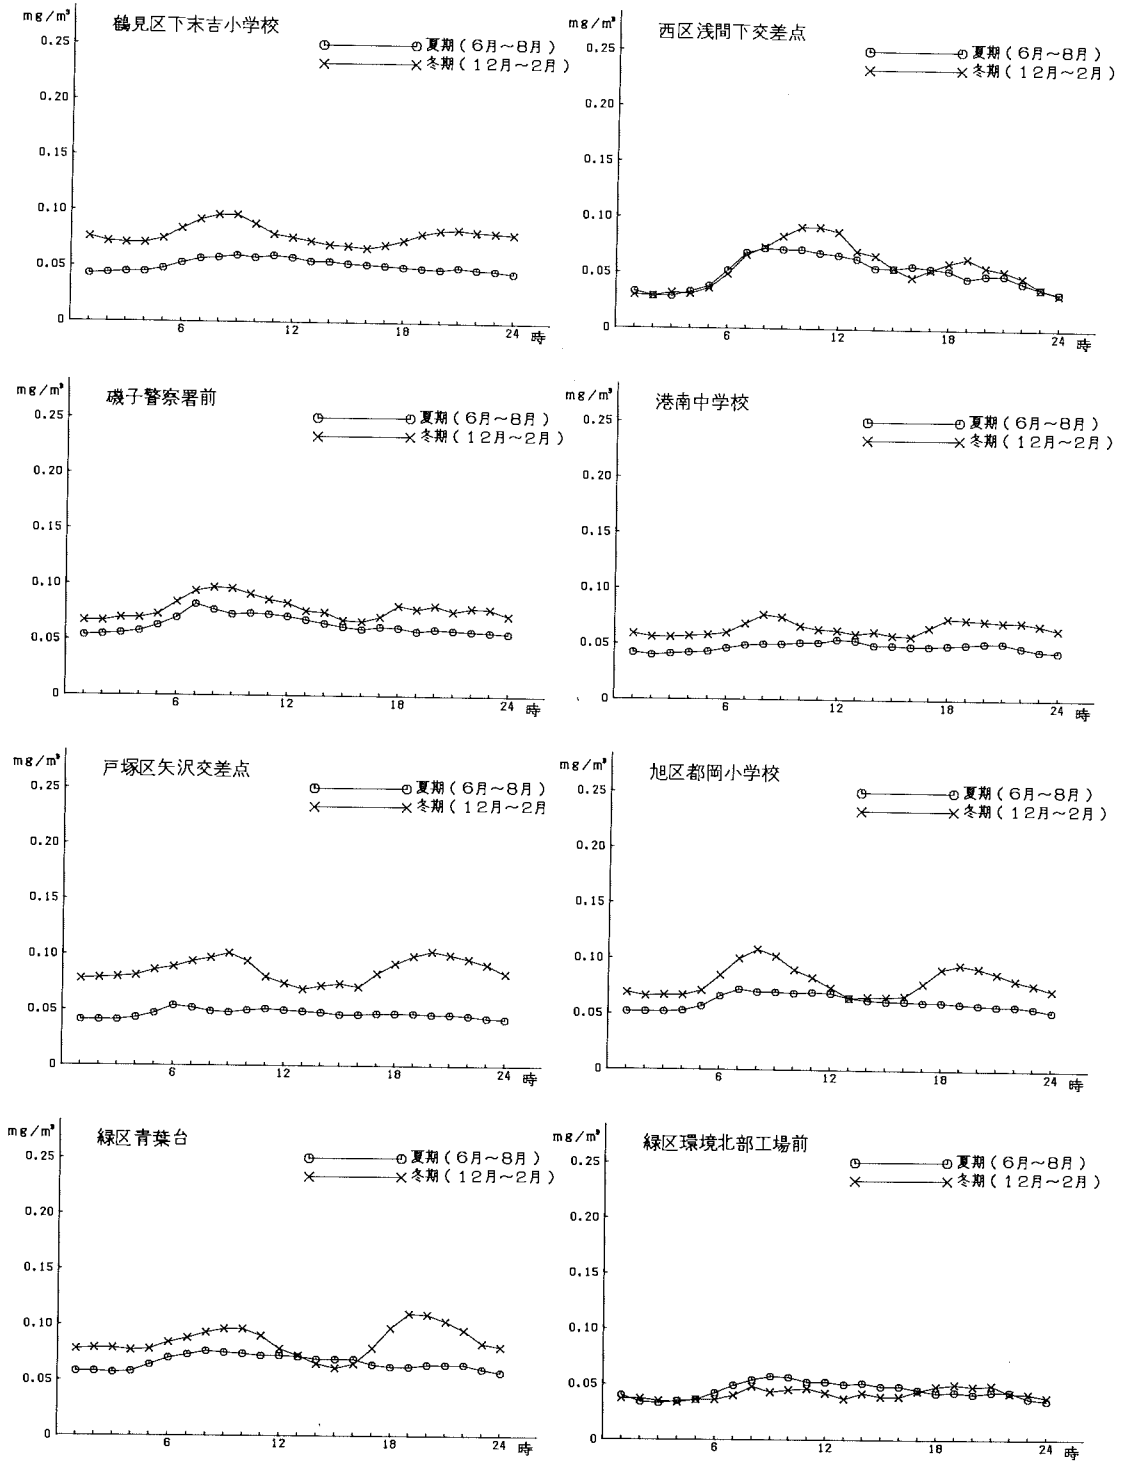 mg/m³
鶴見区下末吉小学校
夏期(6月～8月)
冬期(12月～2月)
0.25
0.20
0.15
0.10
0.05
0
6
12
18
24
時
mg/m³
西区浅間下交差点
夏期(6月～8月)
冬期(12月～2月)
0.25
0.20
0.15
0.10
0.05
0
6
12
18
24
時
mg/m³
磯子警察署前
夏期(6月～8月)
冬期(12月～2月)
0.25
0.20
0.15
0.10
0.05
0
6
12
18
24
時
mg/m³
港南中学校
夏期(6月～8月)
冬期(12月～2月)
0.25
0.20
0.15
0.10
0.05
0
6
12
18
24
時
mg/m³
戸塚区矢沢交差点
夏期(6月～8月)
冬期(12月～2月
0.25
0.20
0.15
0.10
0.05
0
6
12
18
24
時
mg/m³
旭区都岡小学校
夏期(6月～8月)
冬期(12月～2月)
0.25
0.20
0.15
0.10
0.05
0
6
12
18
24
時
mg/m³
緑区青葉台
夏期(6月～8月)
冬期(12月～2月)
0.25
0.20
0.15
0.10
0.05
0
6
12
18
24
時
mg/m³
緑区環境北部工場前
夏期(6月～8月)
冬期(12月～2月)
0.25
0.20
0.15
0.10
0.05
0
6
12
18
24
時